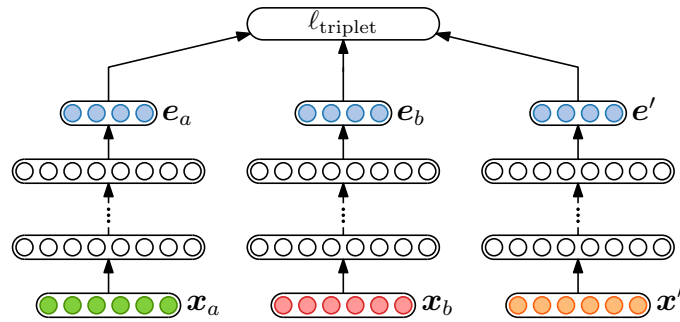 ℓ_triplet
e_a e_b e′
x_a x_b x′